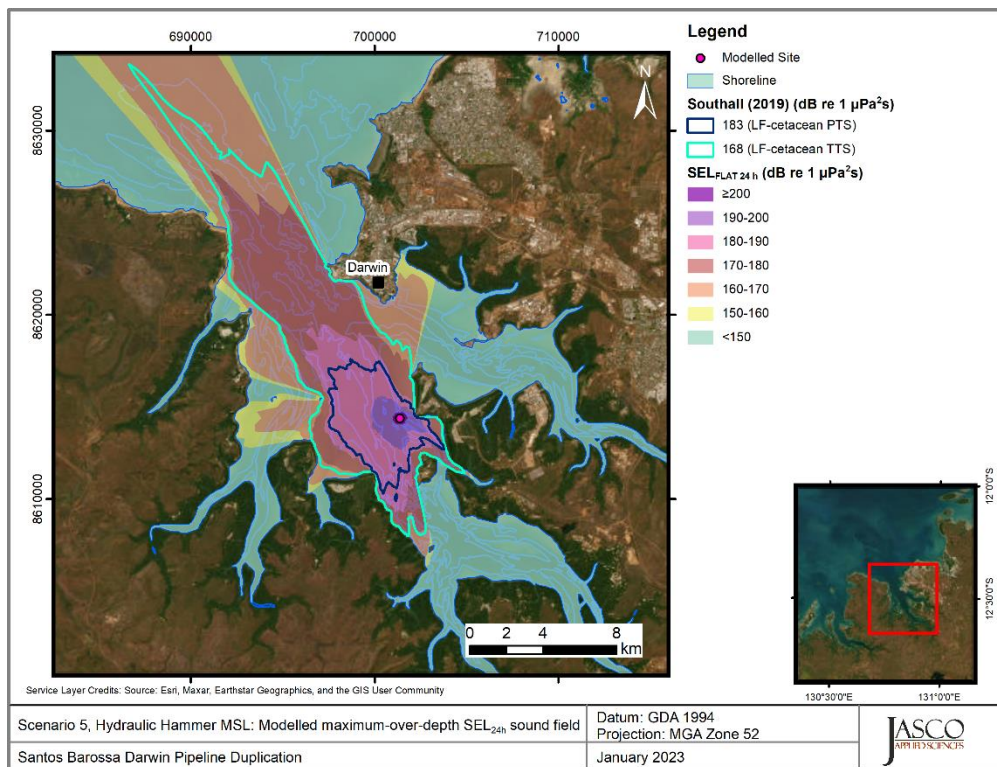 690000
700000
710000
8630000
8620000
8610000
N
Darwin
0 2 4 8
km
Legend
Modelled Site
Shoreline
Southall (2019) (dB re 1 µPa²s)
183 (LF-cetacean PTS)
168 (LF-cetacean TTS)
SELFLAT 24 h (dB re 1 µPa²s)
≥200
190-200
180-190
170-180
160-170
150-160
<150
12°0'0"S
12°30'0"S
130°30'0"E
131°0'0"E
Service Layer Credits: Source: Esri, Maxar, Earthstar Geographics, and the GIS User Community
Scenario 5, Hydraulic Hammer MSL: Modelled maximum-over-depth SEL24h sound field
Santos Barossa Darwin Pipeline Duplication
Datum: GDA 1994
Projection: MGA Zone 52
January 2023
JASCO
APPLIED SCIENCES